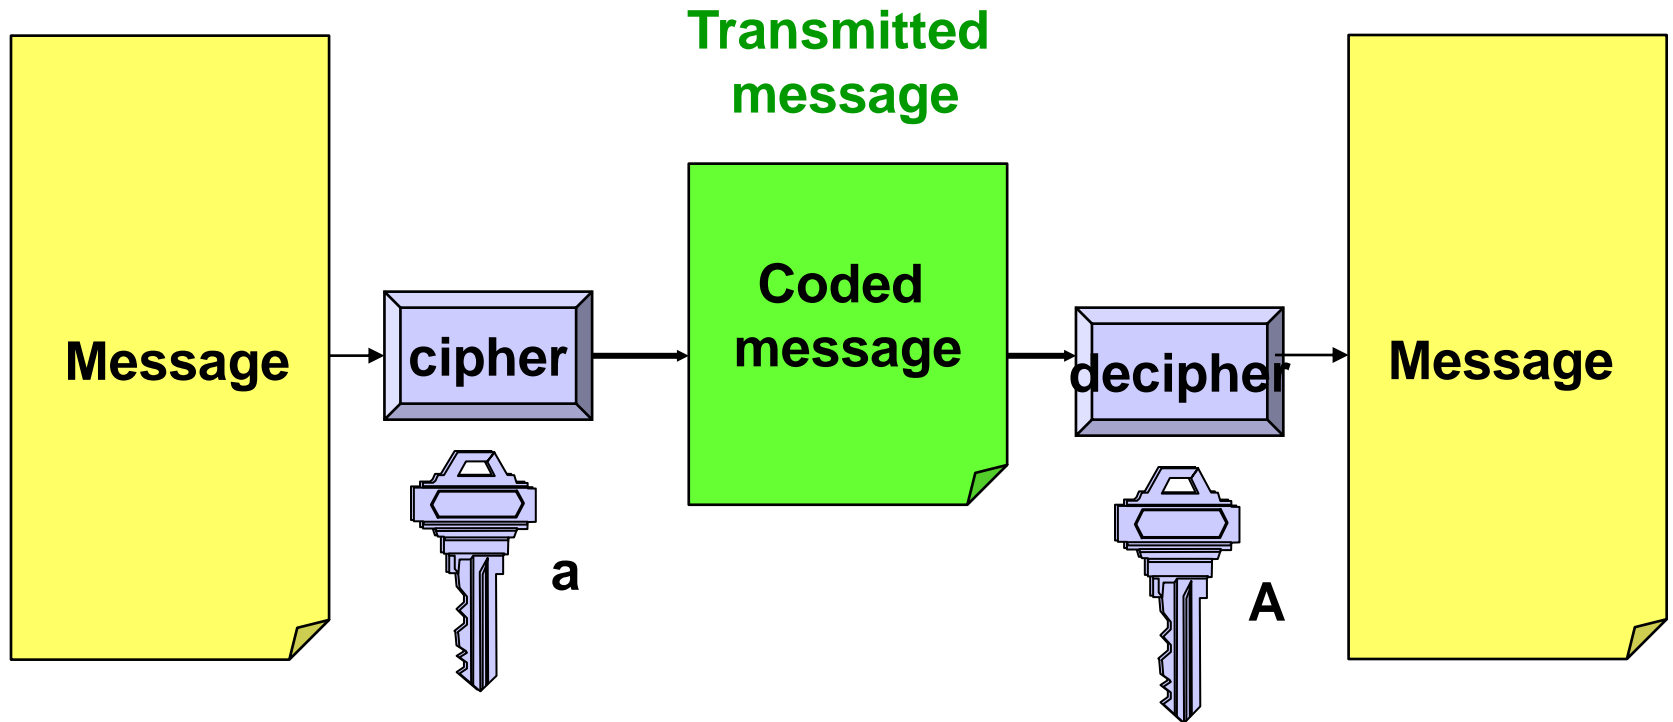 Transmitted
message
Message
cipher
Coded
message
decipher
Message
a
A